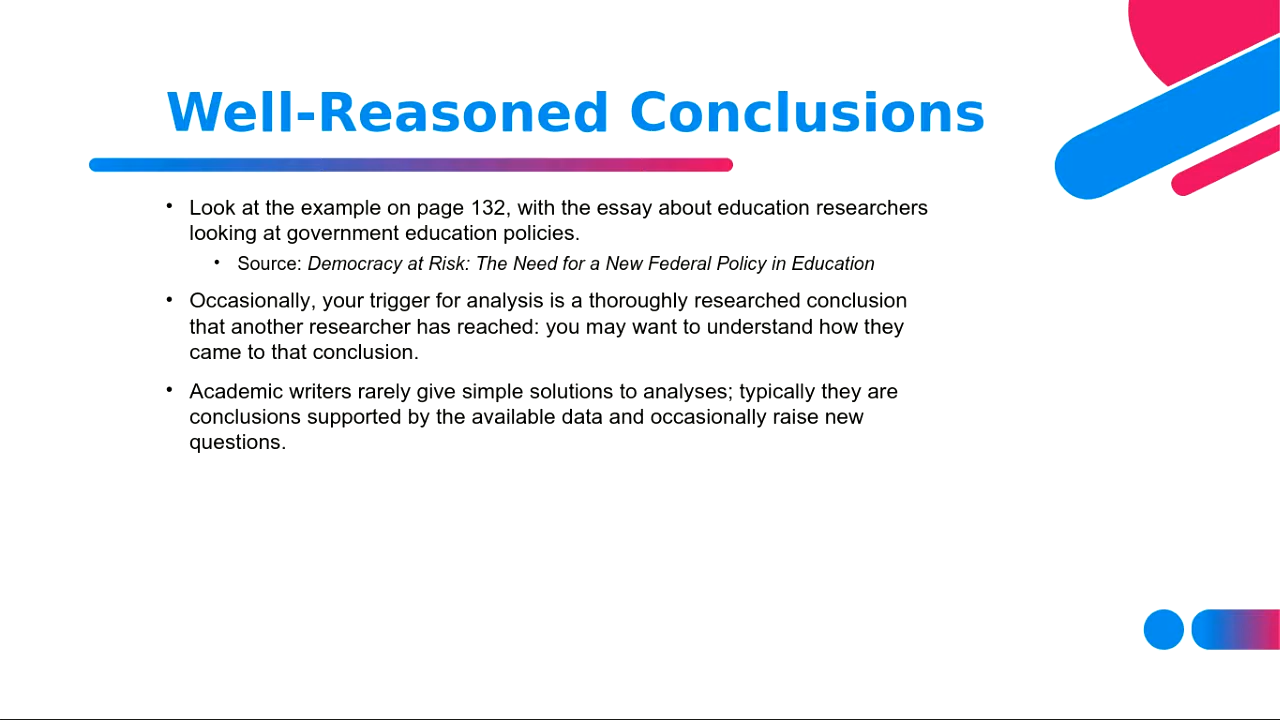 Well-Reasoned Conclusions
• Look at the example on page 132, with the essay about education researchers
looking at government education policies.
• Source: Democracy at Risk: The Need for a New Federal Policy in Education
• Occasionally, your trigger for analysis is a thoroughly researched conclusion
that another researcher has reached: you may want to understand how they
came to that conclusion.
• Academic writers rarely give simple solutions to analyses; typically they are
conclusions supported by the available data and occasionally raise new
questions.